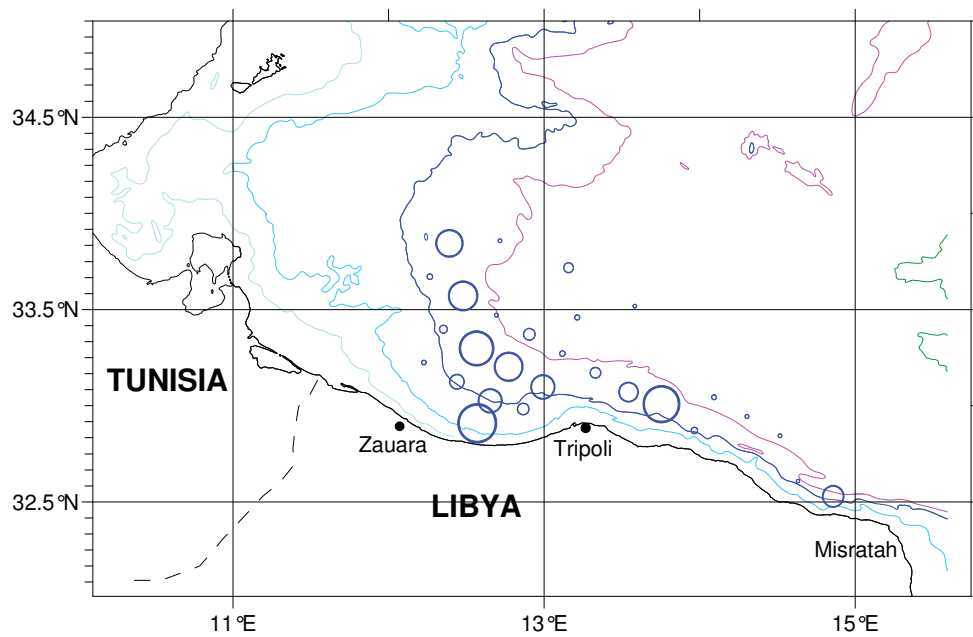 34.5°N
33.5°N
TUNISIA
Zauara
Tripoli
32.5°N
LIBYA
Misratah
11°E
13°E
15°E